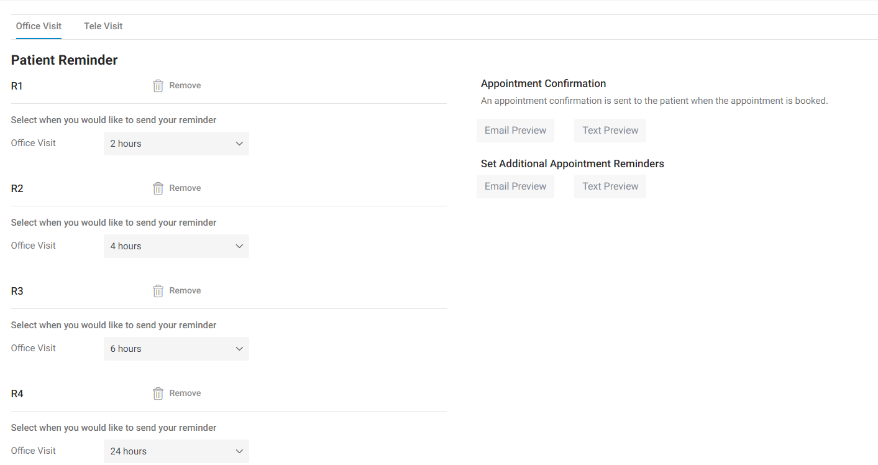 Office Visit Tele Visit
Patient Reminder
R1 Remove
Select when you would like to send your reminder
Office Visit 2 hours
R2 Remove
Select when you would like to send your reminder
Office Visit 4 hours
R3 Remove
Select when you would like to send your reminder
Office Visit 6 hours
R4 Remove
Select when you would like to send your reminder
Office Visit 24 hours
Appointment Confirmation
An appointment confirmation is sent to the patient when the appointment is booked.
Email Preview Text Preview
Set Additional Appointment Reminders
Email Preview Text Preview